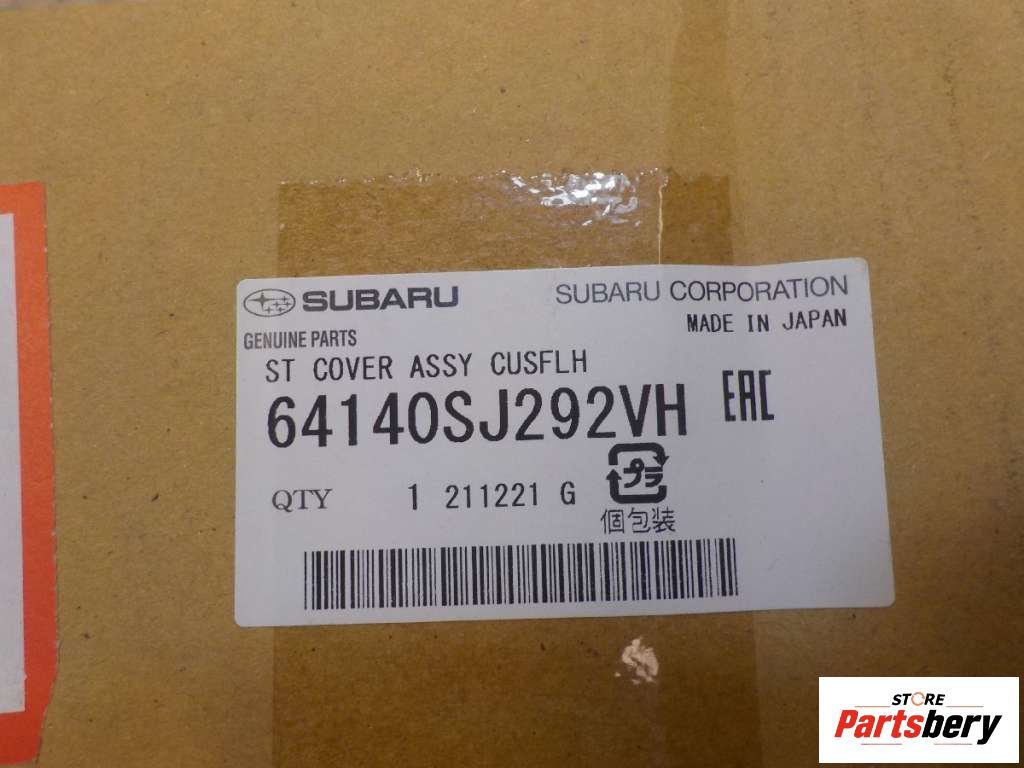 SUBARU
SUBARU CORPORATION
GENUINE PARTS
MADE IN JAPAN
ST COVER ASSY CUSFLH
64140SJ292VH EAC
QTY 1 211221 G プラ
個包装
STORE
Partsbery